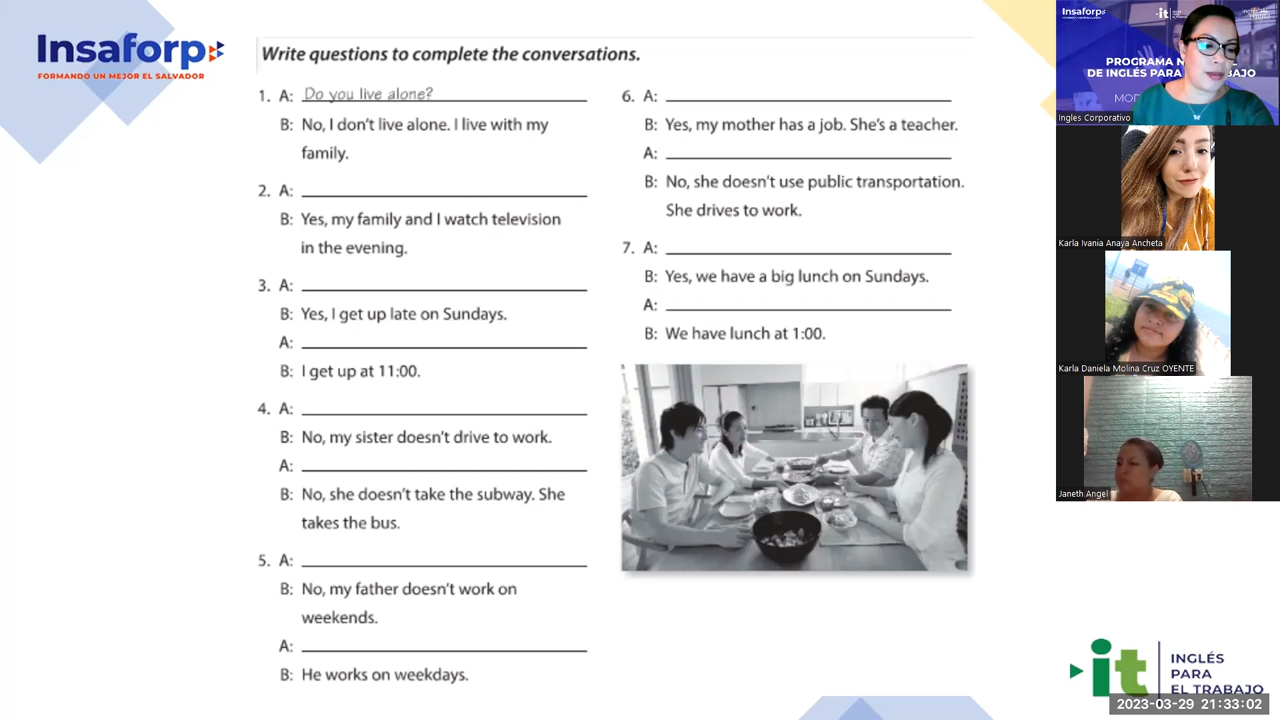 Insaforp
FORMANDO UN MEJOR EL SALVADOR
Write questions to complete the conversations.
1. A: Do you live alone?
B: No, I don't live alone. I live with my
family.
2. A:
B: Yes, my family and I watch television
in the evening.
3. A:
B: Yes, I get up late on Sundays.
A:
B: I get up at 11:00.
4. A:
B: No, my sister doesn't drive to work.
A:
B: No, she doesn't take the subway. She
takes the bus.
5. A:
B: No, my father doesn't work on
weekends.
A:
B: He works on weekdays.
6. A:
B: Yes, my mother has a job. She's a teacher.
A:
B: No, she doesn't use public transportation.
She drives to work.
7. A:
B: Yes, we have a big lunch on Sundays.
A:
B: We have lunch at 1:00.
Insaforp
it
PROGRAMA
DE INGLÉS PARA
Ingles Corporativo
Karla Ivania Anaya Ancheta
Karla Daniela Molina Cruz OYENTE
Janeth Angel
it
INGLÉS
PARA
EL TRABAJO
2023-03-29 21:33:02